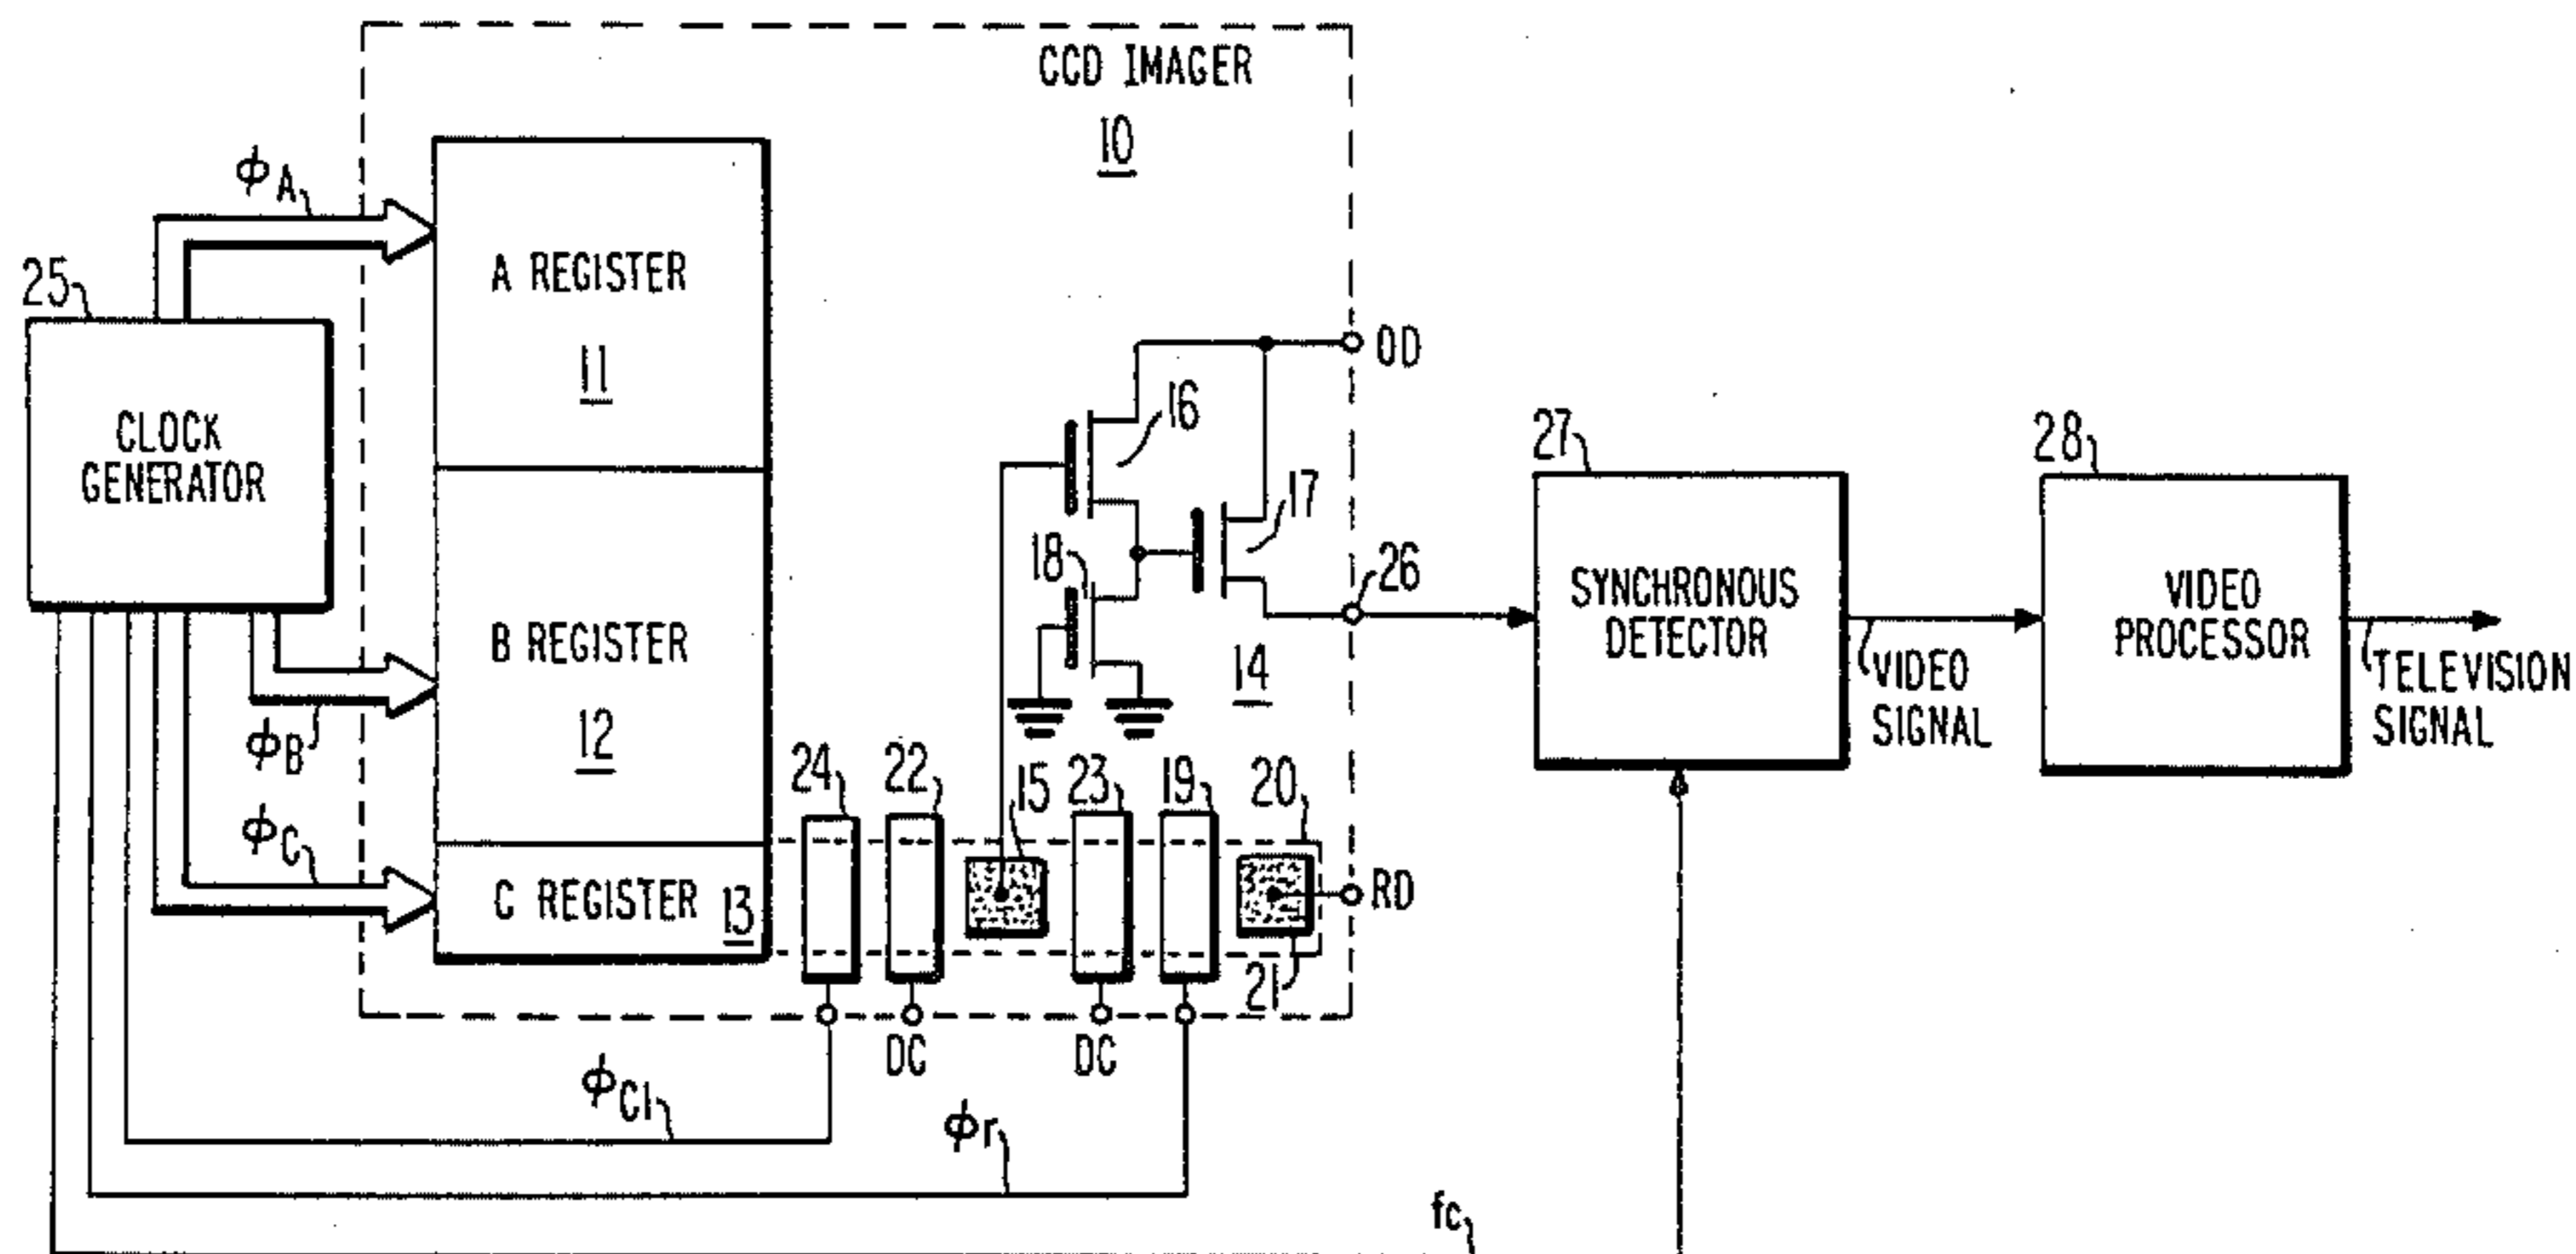 CCD IMAGER
10
ϕA
25
CLOCK
GENERATOR
A REGISTER
11
OD
16
17
18
26
27
SYNCHRONOUS
DETECTOR
28
VIDEO
PROCESSOR
VIDEO
SIGNAL
TELEVISION
SIGNAL
14
B REGISTER
12
ϕB
ϕC
C REGISTER
13
24
22
15
23
19
20
RD
21
DC
DC
ϕC1
ϕr
fc